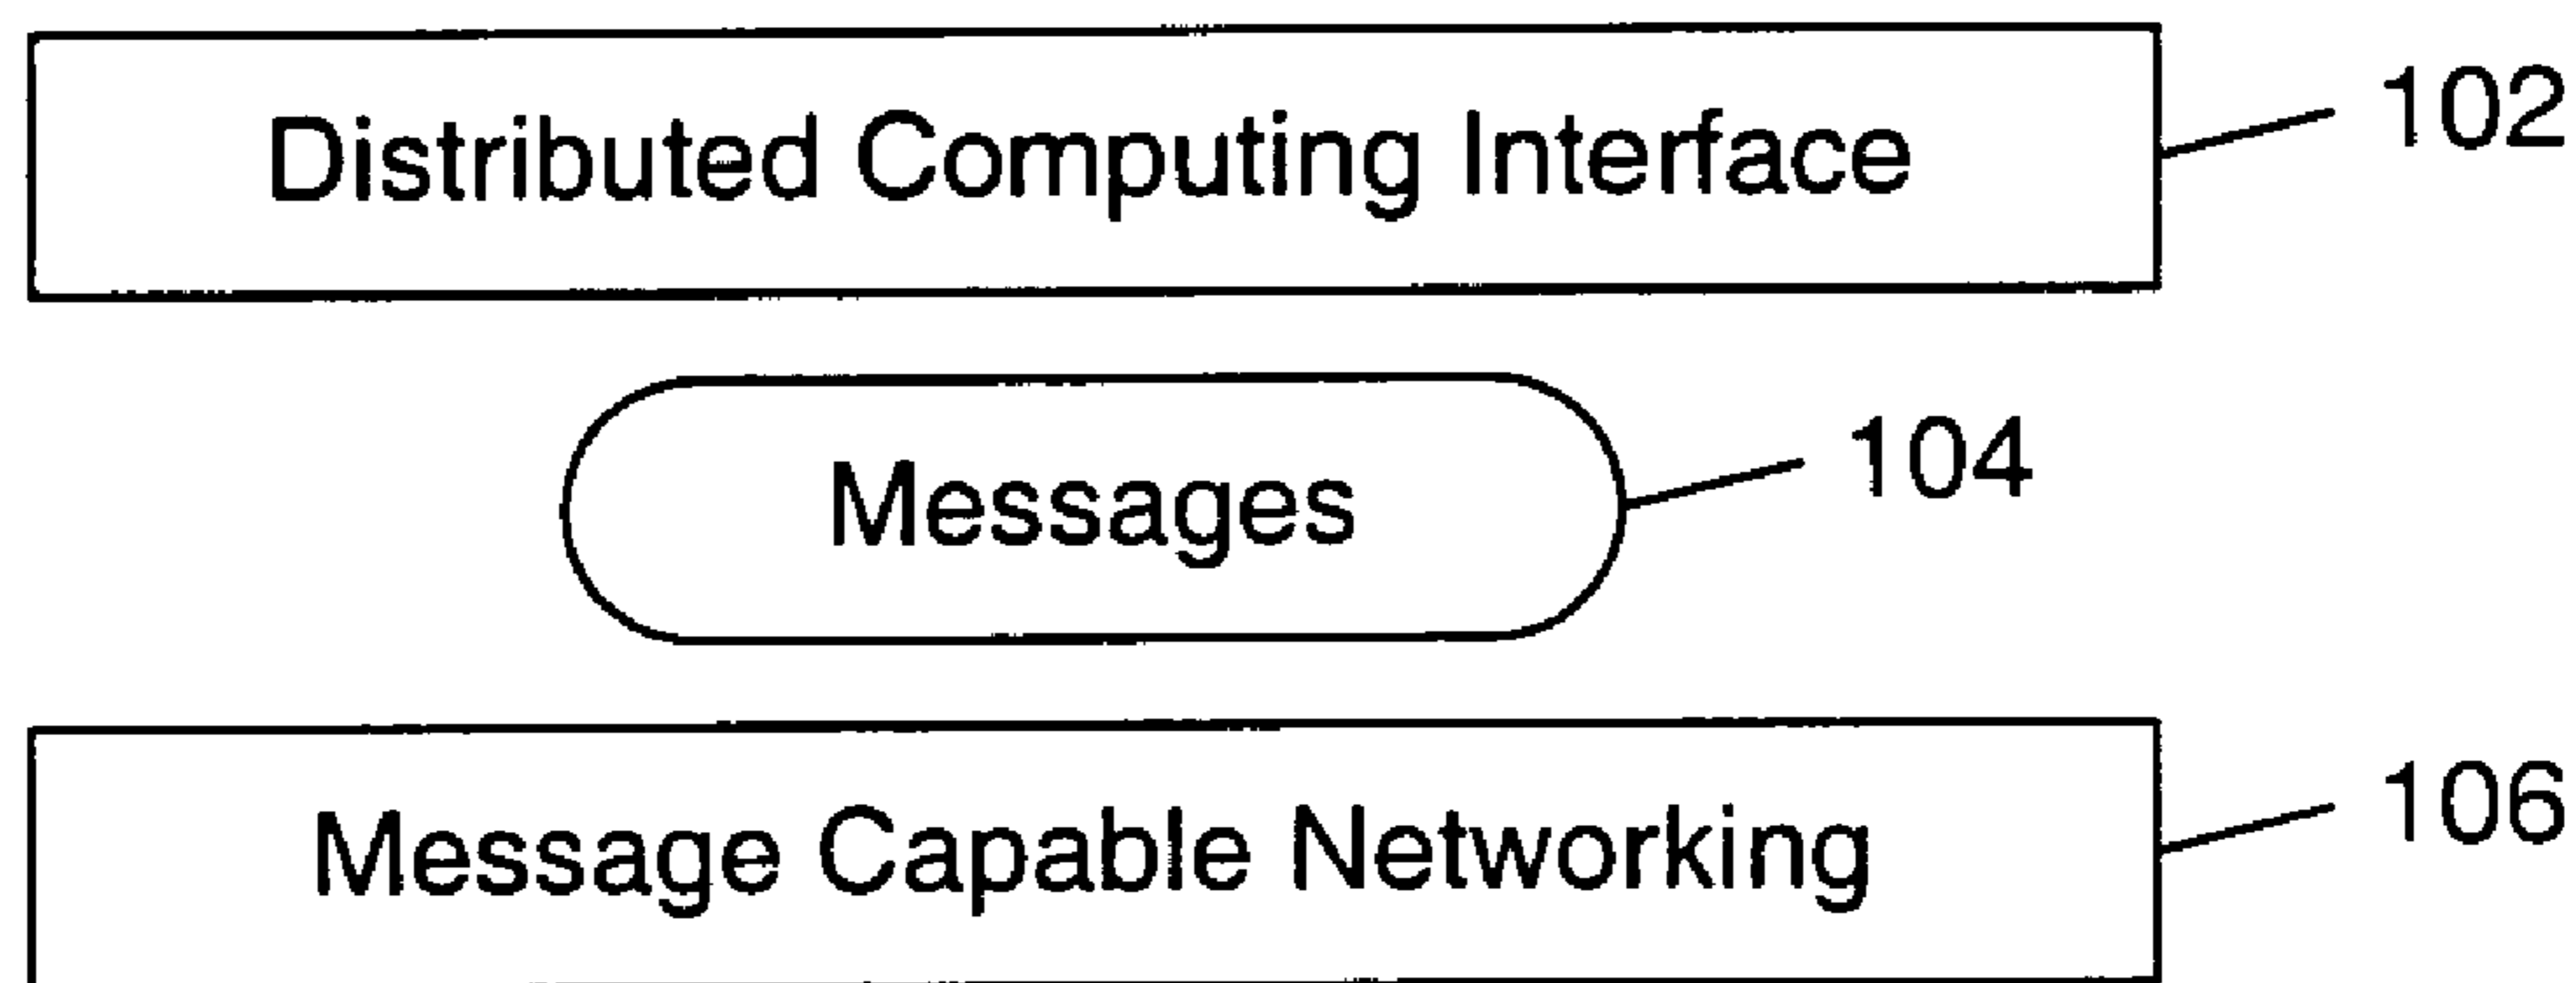 Distributed Computing Interface 102
Messages 104
Message Capable Networking 106